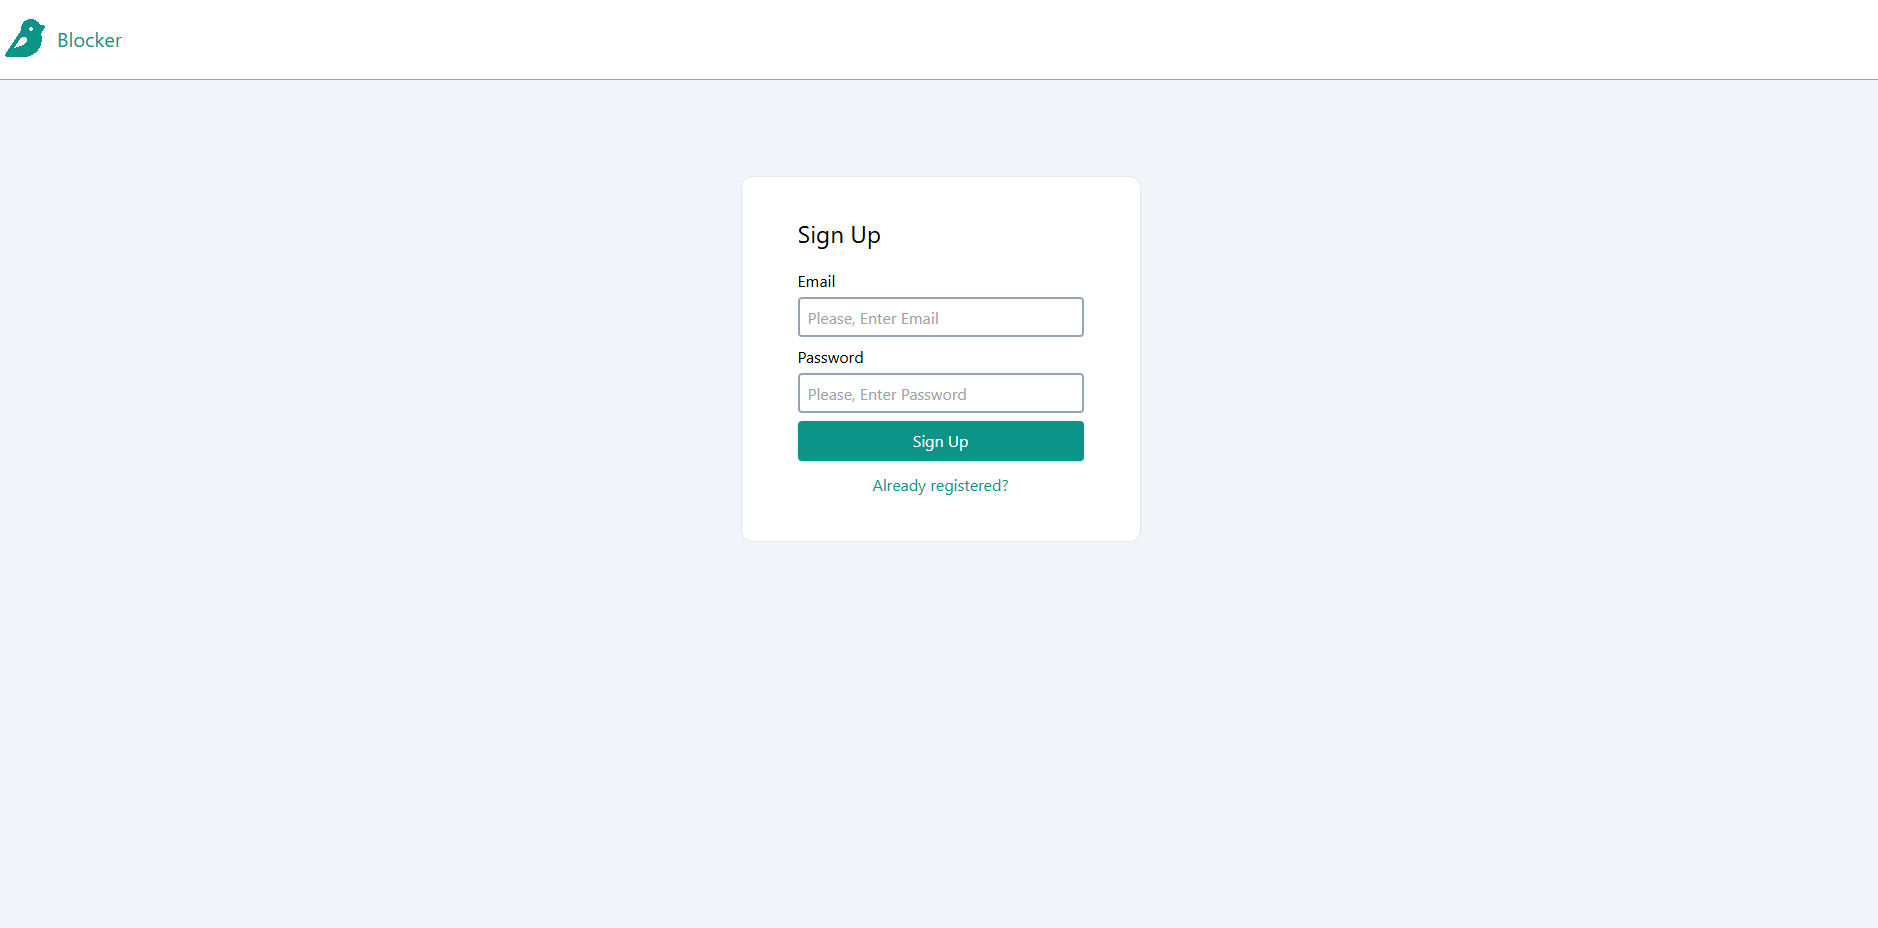 Blocker
Sign Up
Email
Please, Enter Email
Password
Please, Enter Password
Sign Up
Already registered?